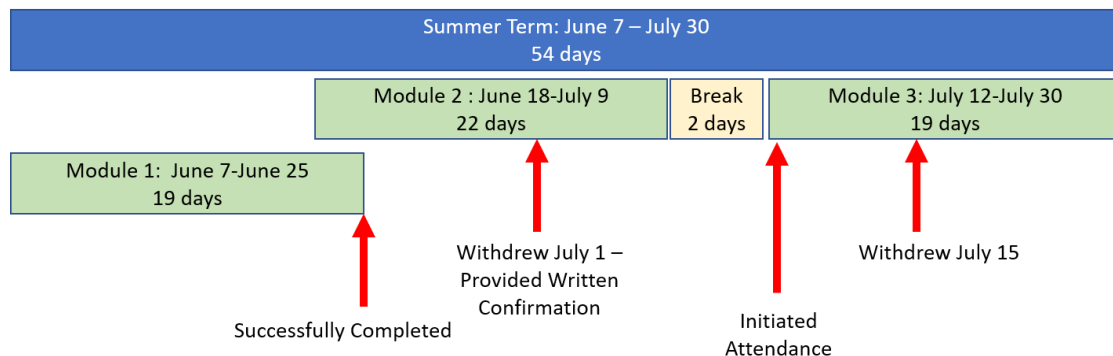 Summer Term: June 7 – July 30
54 days
Module 2 : June 18-July 9
22 days
Break
2 days
Module 3: July 12-July 30
19 days
Module 1:  June 7-June 25
19 days
Withdrew July 1 –
Provided Written
Confirmation
Withdrew July 15
Successfully Completed
Initiated
Attendance